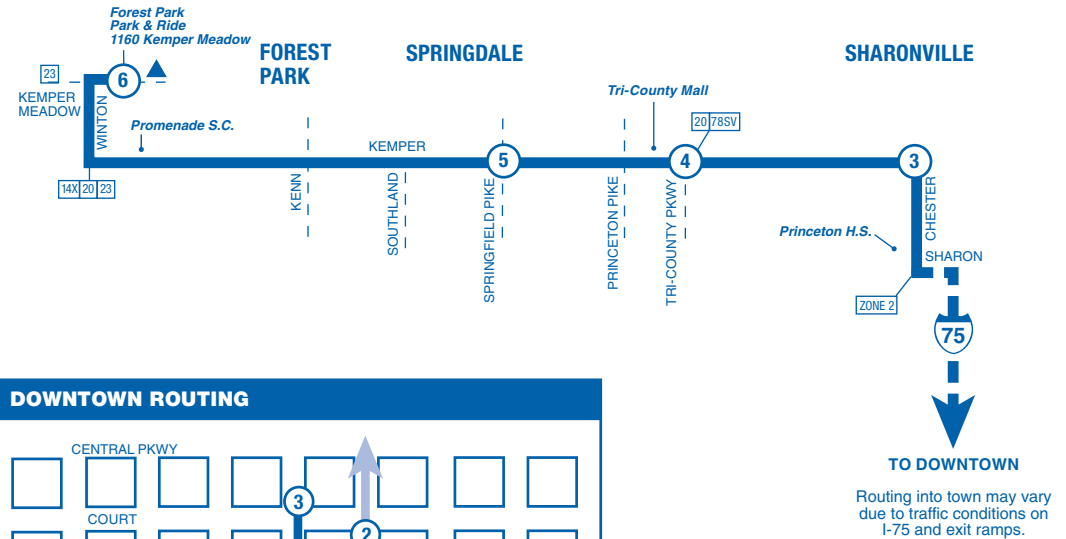 Forest Park
Park & Ride
1160 Kemper Meadow
FOREST
PARK
SPRINGDALE
SHARONVILLE
23
6
KEMPER
MEADOW
WINTON
Promenade S.C.
Tri-County Mall
20 78SV
KEMPER
5
4
3
14X 20 23
KENN
SOUTHLAND
SPRINGFIELD PIKE
PRINCETON PIKE
TRI-COUNTY PKWY
CHESTER
Princeton H.S.
SHARON
ZONE 2
75
TO DOWNTOWN
Routing into town may vary
due to traffic conditions on
I-75 and exit ramps.
DOWNTOWN ROUTING
CENTRAL PKWY
3
COURT
2